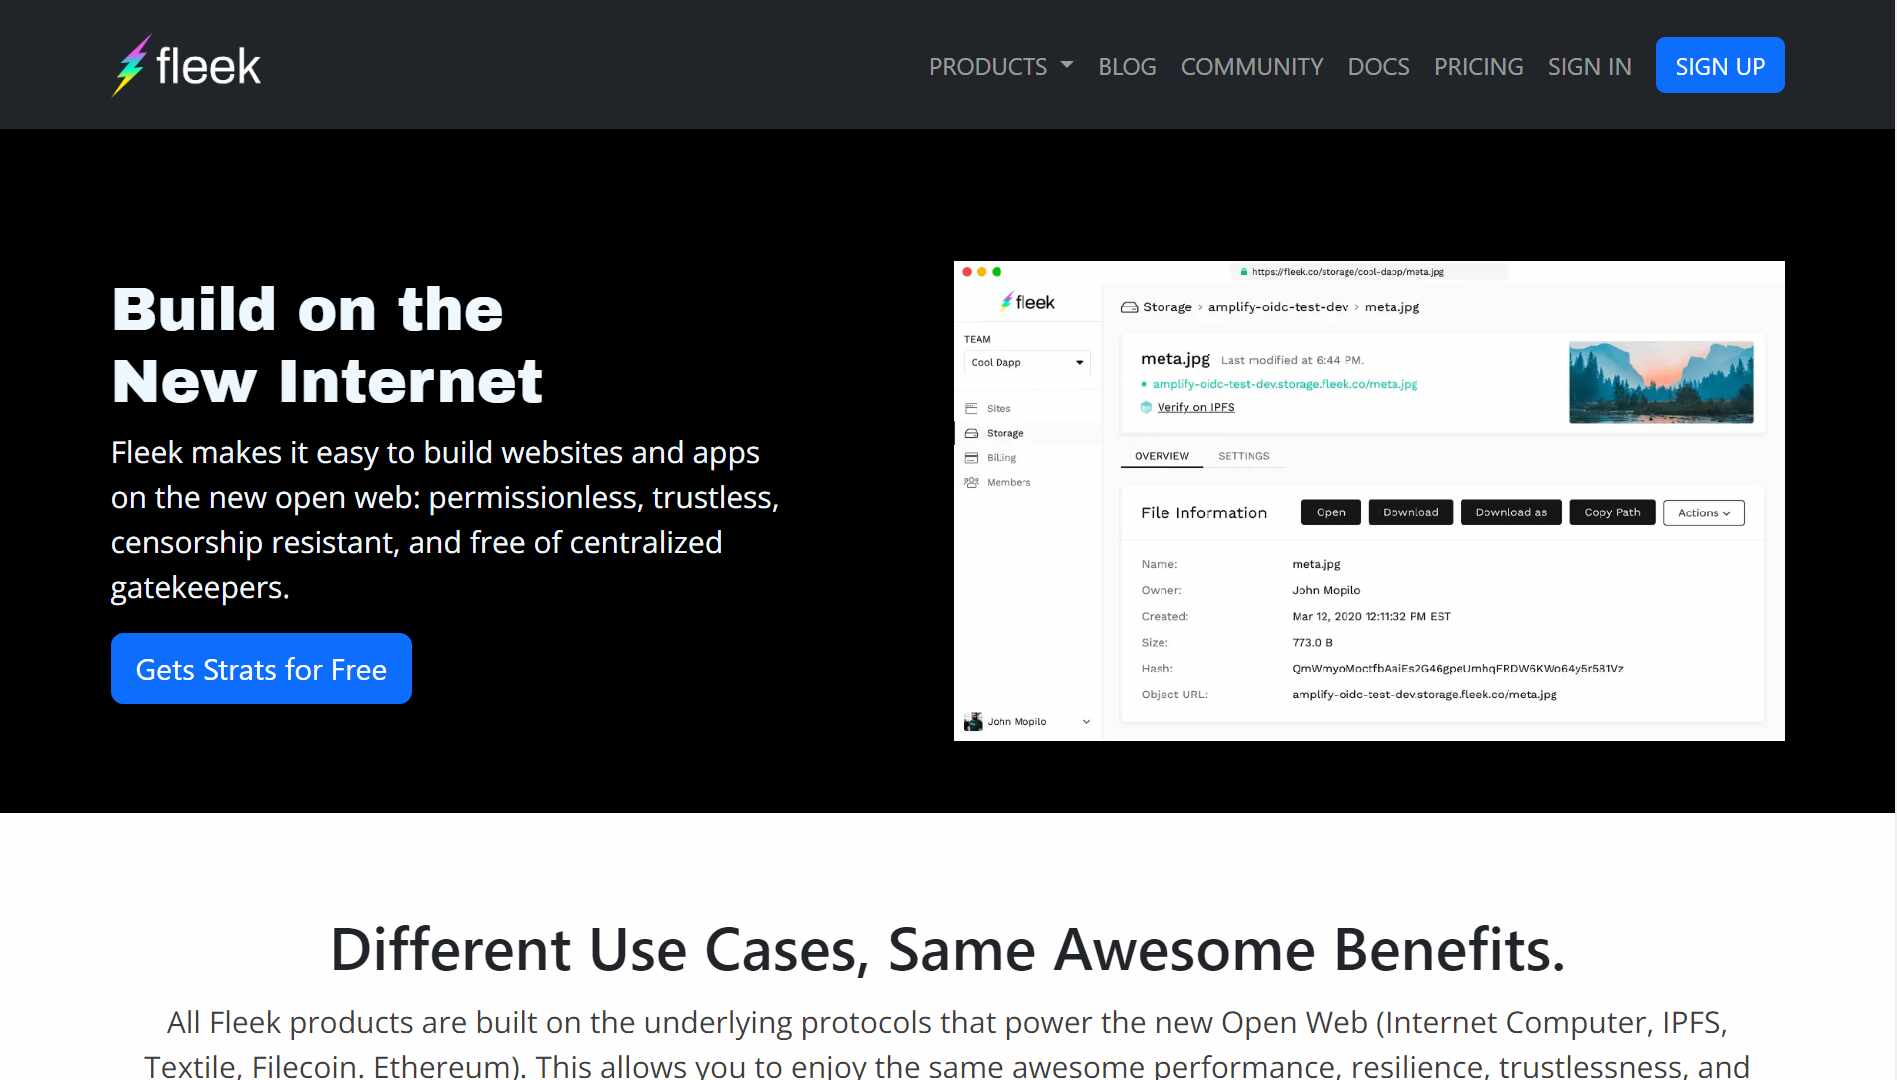 fleek
PRODUCTS
BLOG
COMMUNITY
DOCS
PRICING
SIGN IN
SIGN UP
Build on the
New Internet
Fleek makes it easy to build websites and apps
on the new open web: permissionless, trustless,
censorship resistant, and free of centralized
gatekeepers.
Gets Strats for Free
https://fleek.co/storage/cool-dapp/meta.jpg
fleek
TEAM
Cool Dapp
Sites
Storage
Billing
Members
John Mopilo
Storage > amplify-oidc-test-dev > meta.jpg
meta.jpg Last modified at 6:44 PM.
amplify-oidc-test-dev.storage.fleek.co/meta.jpg
Verify on IPFS
OVERVIEW SETTINGS
File Information Open Download Download as Copy Path Actions
Name: meta.jpg
Owner: John Mopilo
Created: Mar 12, 2020 12:11:32 PM EST
Size: 773.0 B
Hash:
Object URL: amplify-oidc-test-dev.storage.fleek.co/meta.jpg
Different Use Cases, Same Awesome Benefits.
All Fleek products are built on the underlying protocols that power the new Open Web (Internet Computer, IPFS,
Textile, Filecoin, Ethereum). This allows you to enjoy the same awesome performance, resilience, trustlessness, and